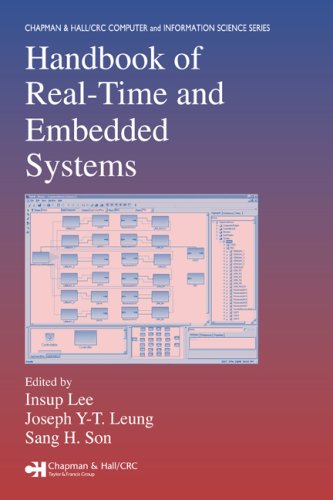 CHAPMAN & HALL/CRC COMPUTER and INFORMATION SCIENCE SERIES
Handbook of
Real-Time and
Embedded
Systems
Edited by
Insup Lee
Joseph Y-T. Leung
Sang H. Son
Chapman & Hall/CRC
Taylor & Francis Group